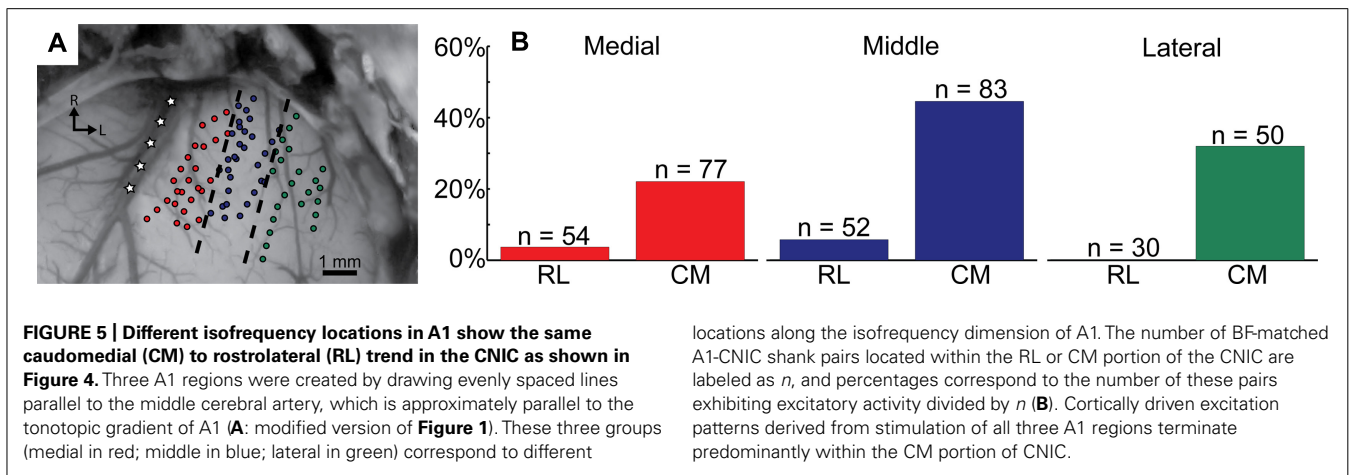 A
R
L
1 mm
B
Medial
Middle
Lateral
60%
40%
20%
0%
n = 54
n = 77
n = 52
n = 83
n = 30
n = 50
RL
CM
RL
CM
RL
CM
FIGURE 5 | Different isofrequency locations in A1 show the same
caudomedial (CM) to rostrolateral (RL) trend in the CNIC as shown in
Figure 4. Three A1 regions were created by drawing evenly spaced lines
parallel to the middle cerebral artery, which is approximately parallel to the
tonotopic gradient of A1 (A: modified version of Figure 1). These three groups
(medial in red; middle in blue; lateral in green) correspond to different
locations along the isofrequency dimension of A1. The number of BF-matched
A1-CNIC shank pairs located within the RL or CM portion of the CNIC are
labeled as n, and percentages correspond to the number of these pairs
exhibiting excitatory activity divided by n (B). Cortically driven excitation
patterns derived from stimulation of all three A1 regions terminate
predominantly within the CM portion of CNIC.